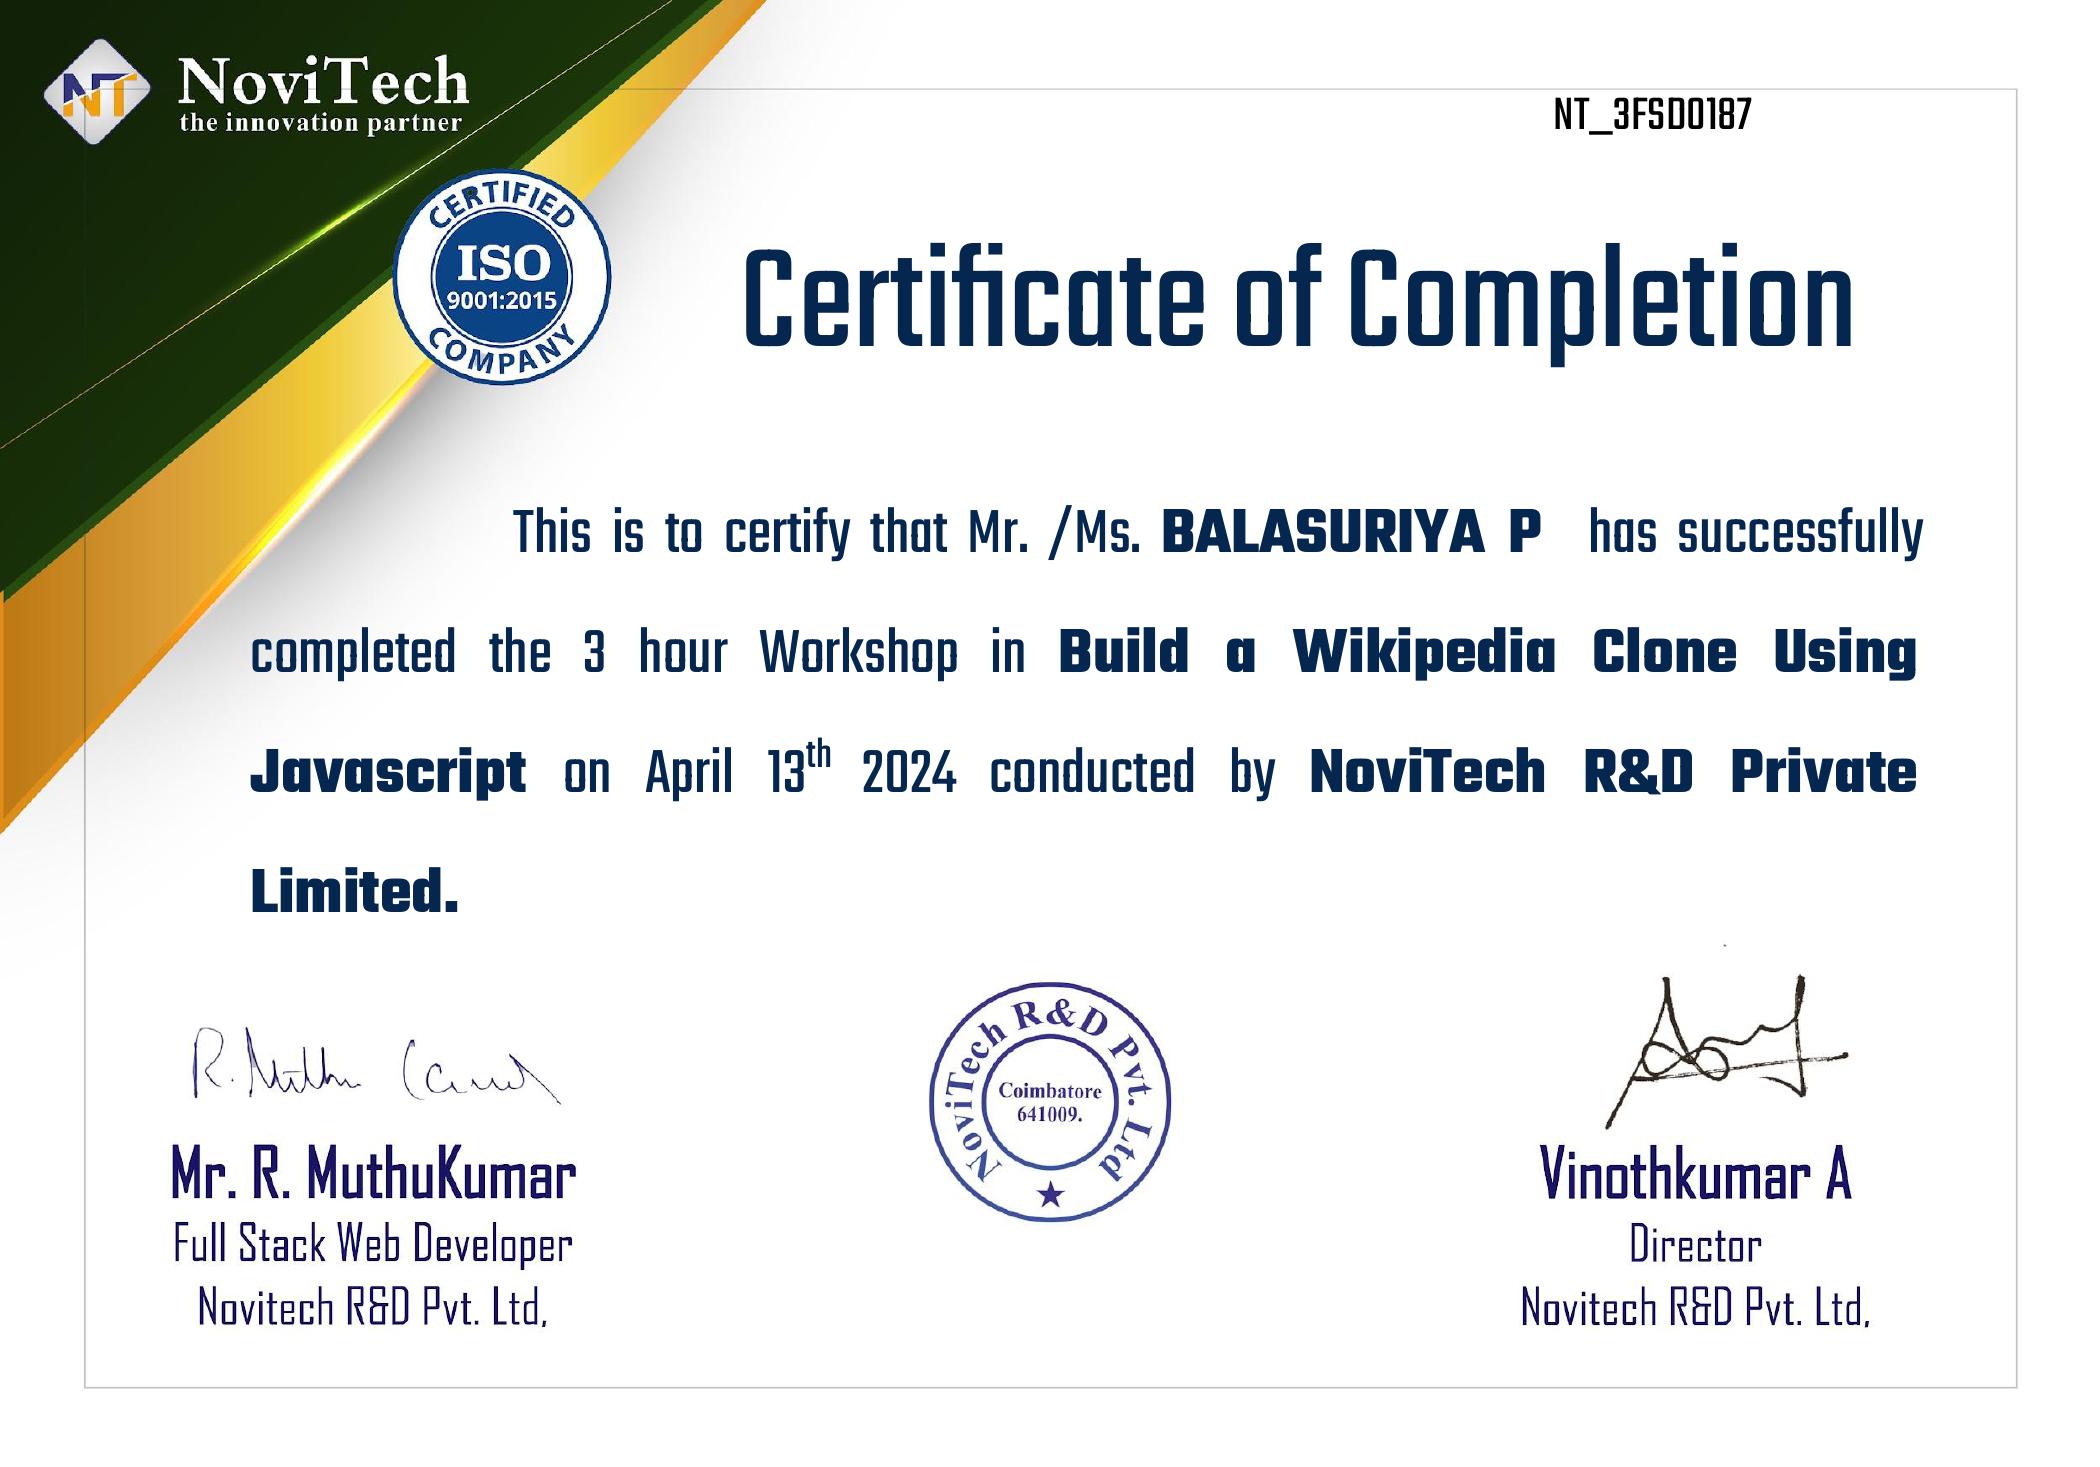 NT
NoviTech
the innovation partner
NT_3FSD0187
CERTIFIED
ISO
9001:2015
COMPANY
Certificate of Completion
This is to certify that Mr. /Ms. BALASURIYA P has successfully
completed the 3 hour Workshop in Build a Wikipedia Clone Using
Javascript on April 13th 2024 conducted by NoviTech R&D Private
Limited.
R. Muthu
NoviTech R&D Pvt. Ltd
Coimbatore
641009.
Mr. R. MuthuKumar
Full Stack Web Developer
Novitech R&D Pvt. Ltd,
Vinothkumar A
Director
Novitech R&D Pvt. Ltd,